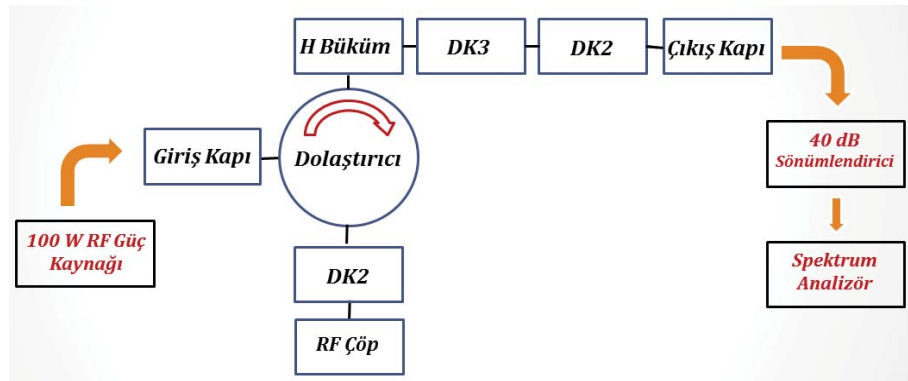 H Büküm
DK3
DK2
Çıkış Kapı
Giriş Kapı
Dolaştırıcı
40 dB
Sönümlendirici
100 W RF Güç
Kaynağı
DK2
Spektrum
Analizör
RF Çöp